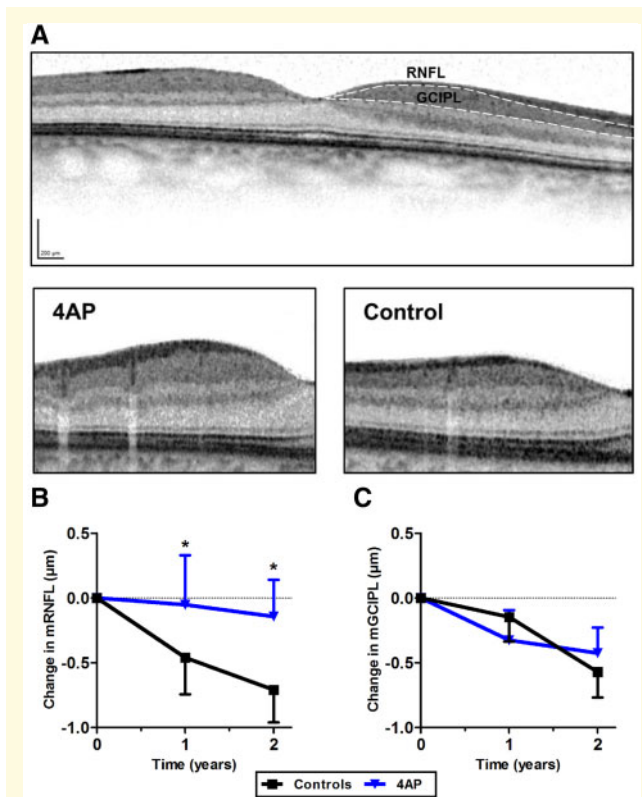 A
RNFL
GCIPL
200 µm
4AP
Control
B
C
Change in mRNFL (µm)
0.5
0.0
-0.5
-1.0
*
*
0
1
2
Time (years)
Change in mGCIPL (µm)
0.5
0.0
-0.5
-1.0
0
1
2
Time (years)
Controls
4AP